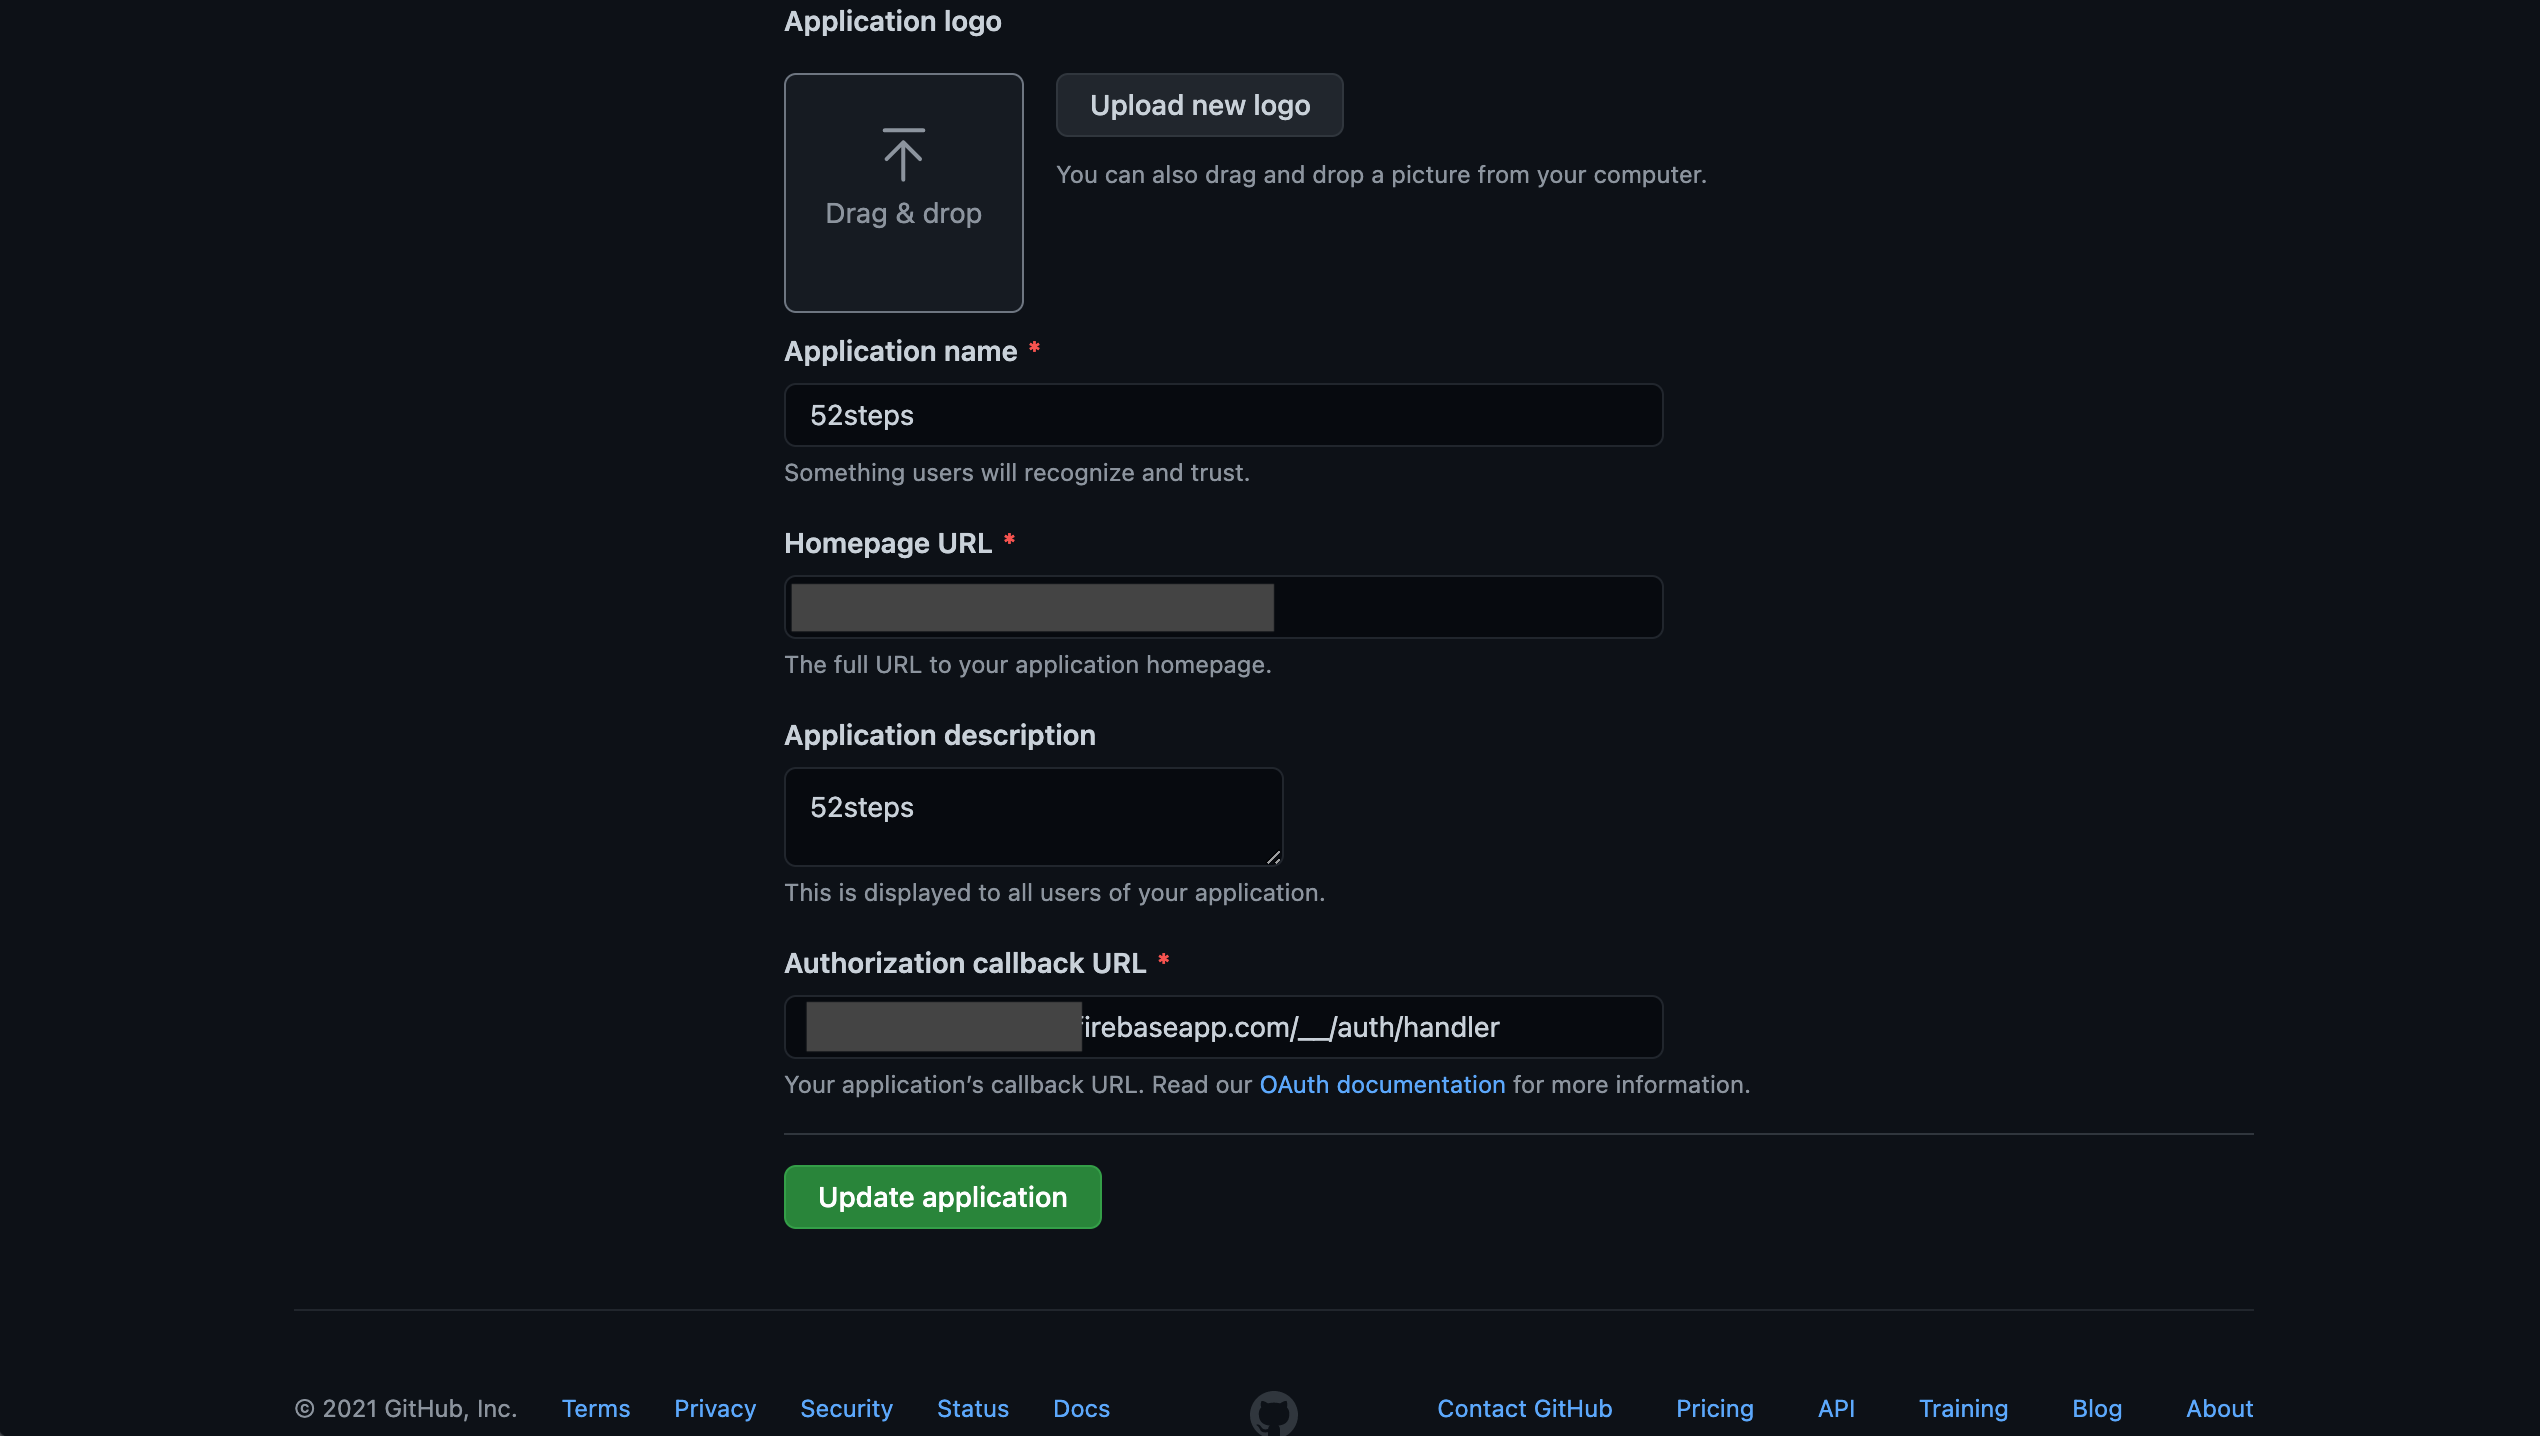 Application logo
Upload new logo
You can also drag and drop a picture from your computer.
Drag & drop
Application name *
52steps
Something users will recognize and trust.
Homepage URL *
The full URL to your application homepage.
Application description
52steps
This is displayed to all users of your application.
Authorization callback URL *
irebaseapp.com/__/auth/handler
Your application’s callback URL. Read our OAuth documentation for more information.
Update application
© 2021 GitHub, Inc. Terms Privacy Security Status Docs Contact GitHub Pricing API Training Blog About